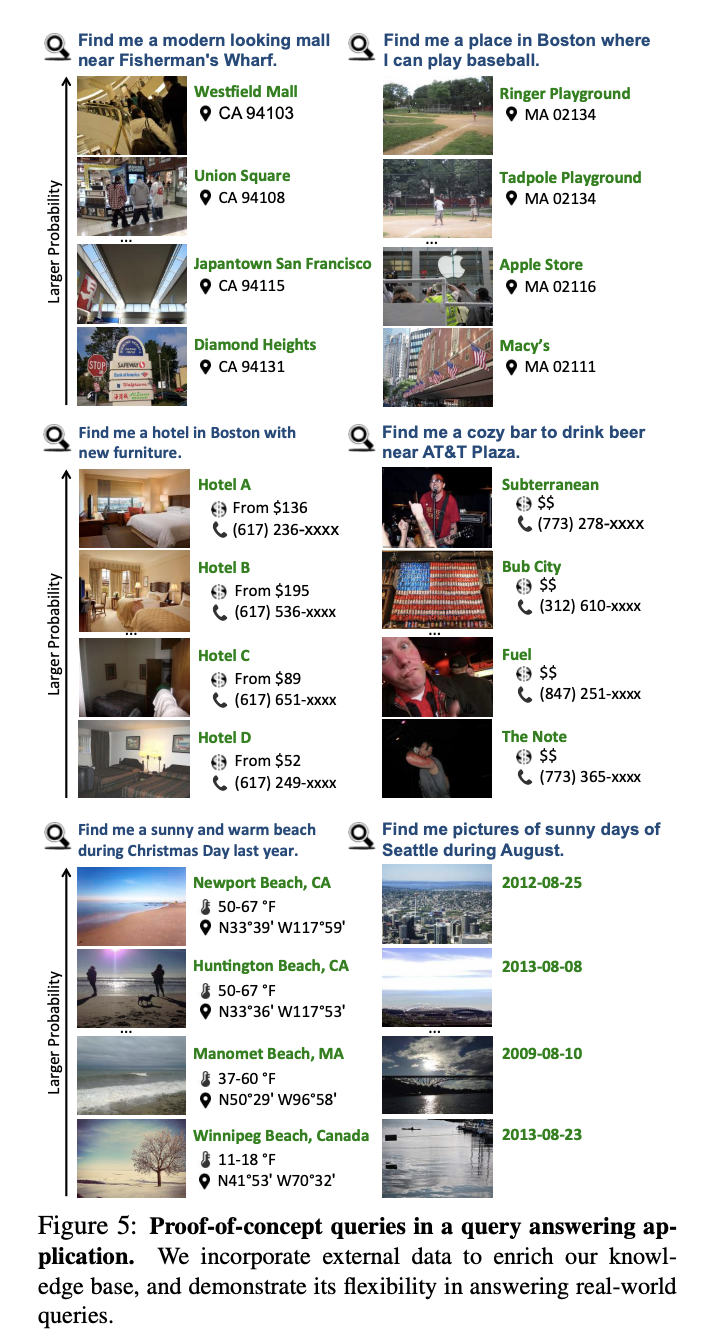 Find me a modern looking mall
near Fisherman's Wharf.
Larger Probability
Westfield Mall
CA 94103
Union Square
CA 94108
...
Japantown San Francisco
CA 94115
Diamond Heights
CA 94131
STOP
SAFEWAY
Bank of America
Walgreens
Find me a place in Boston where
I can play baseball.
Ringer Playground
MA 02134
Tadpole Playground
MA 02134
...
Apple Store
MA 02116
Macy's
MA 02111
Find me a hotel in Boston with
new furniture.
Larger Probability
Hotel A
From $136
(617) 236-xxxx
Hotel B
From $195
(617) 536-xxxx
...
Hotel C
From $89
(617) 651-xxxx
Hotel D
From $52
(617) 249-xxxx
Find me a cozy bar to drink beer
near AT&T Plaza.
Subterranean
$$
(773) 278-xxxx
Bub City
$$
(312) 610-xxxx
...
Fuel
$$
(847) 251-xxxx
The Note
$$
(773) 365-xxxx
Find me a sunny and warm beach
during Christmas Day last year.
Larger Probability
Newport Beach, CA
50-67 °F
N33°39' W117°59'
Huntington Beach, CA
50-67 °F
N33°36' W117°53'
...
Manomet Beach, MA
37-60 °F
N50°29' W96°58'
Winnipeg Beach, Canada
11-18 °F
N41°53' W70°32'
Find me pictures of sunny days of
Seattle during August.
2012-08-25
2013-08-08
...
2009-08-10
2013-08-23
Figure 5: Proof-of-concept queries in a query answering ap-
plication. We incorporate external data to enrich our knowl-
edge base, and demonstrate its flexibility in answering real-world
queries.